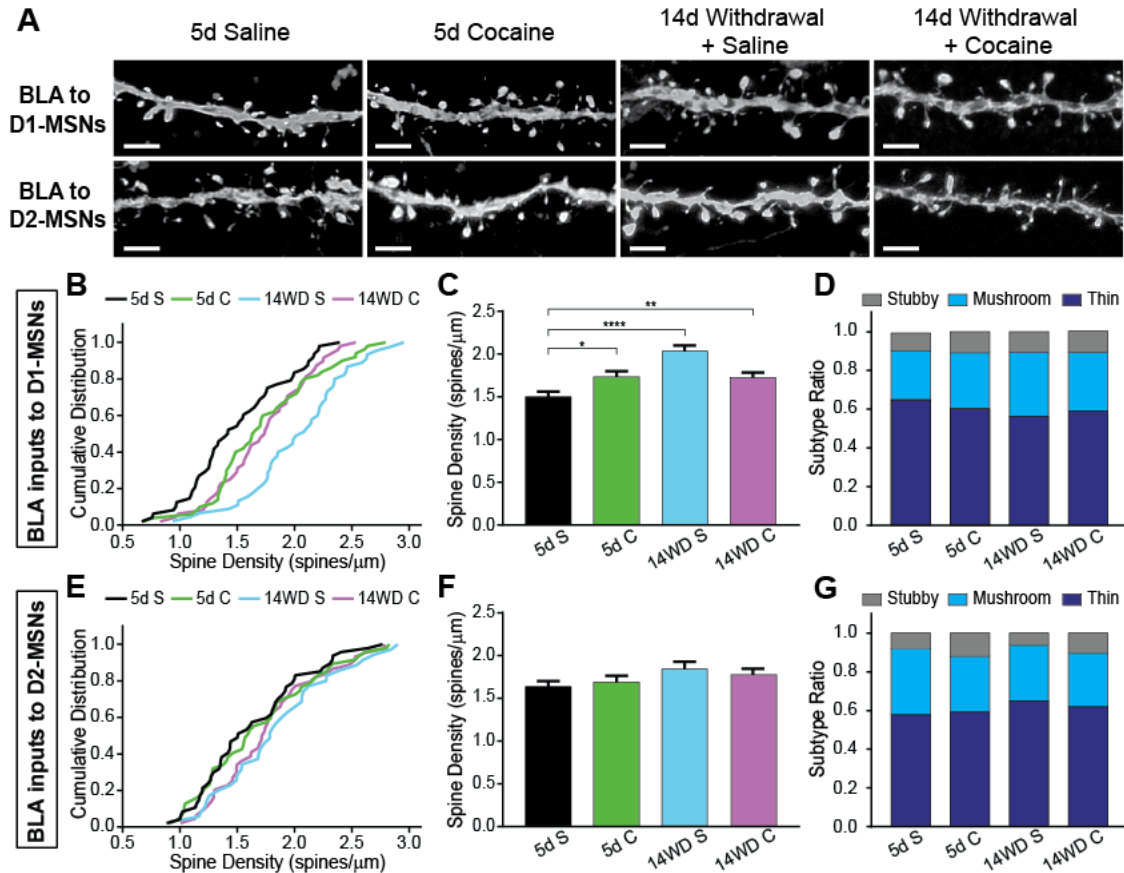 A
5d Saline
5d Cocaine
14d Withdrawal
+ Saline
14d Withdrawal
+ Cocaine
BLA to
D1-MSNs
BLA to
D2-MSNs
BLA inputs to D1-MSNs
B
5d S 5d C 14WD S 14WD C
Cumulative Distribution
1.0
0.8
0.6
0.4
0.2
0.0
0.5 1.0 1.5 2.0 2.5 3.0
Spine Density (spines/μm)
C
Spine Density (spines/μm)
2.5
2.0
1.5
1.0
0.5
0.0
**
****
*
5d S 5d C 14WD S 14WD C
D
Stubby Mushroom Thin
Subtype Ratio
1.0
0.8
0.6
0.4
0.2
0.0
5d S 5d C 14WD S 14WD C
BLA inputs to D2-MSNs
E
5d S 5d C 14WD S 14WD C
Cumulative Distribution
1.0
0.8
0.6
0.4
0.2
0.0
0.5 1.0 1.5 2.0 2.5 3.0
Spine Density (spines/μm)
F
Spine Density (spines/μm)
2.5
2.0
1.5
1.0
0.5
0.0
5d S 5d C 14WD S 14WD C
G
Stubby Mushroom Thin
Subtype Ratio
1.0
0.8
0.6
0.4
0.2
0.0
5d S 5d C 14WD S 14WD C